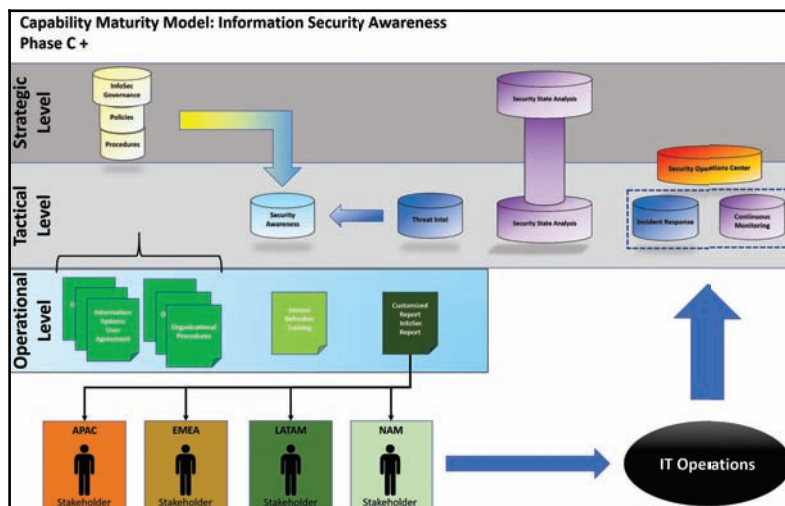 Capability Maturity Model: Information Security Awareness
Phase C +
Strategic
Level
InfoSec
Governance
Policies
Procedures
Security State Analysis
Security Operations Center
Tactical
Level
Security
Awareness
Threat Intel
Security State Analysis
Incident Response
Continuous
Monitoring
Operational
Level
Information
Systems
User
Agreement
Organizational
Procedures
Annual
Refresher
Training
Customized
Report
InfoSec
Report
APAC
EMEA
LATAM
NAM
Stakeholder
Stakeholder
Stakeholder
Stakeholder
IT Operations